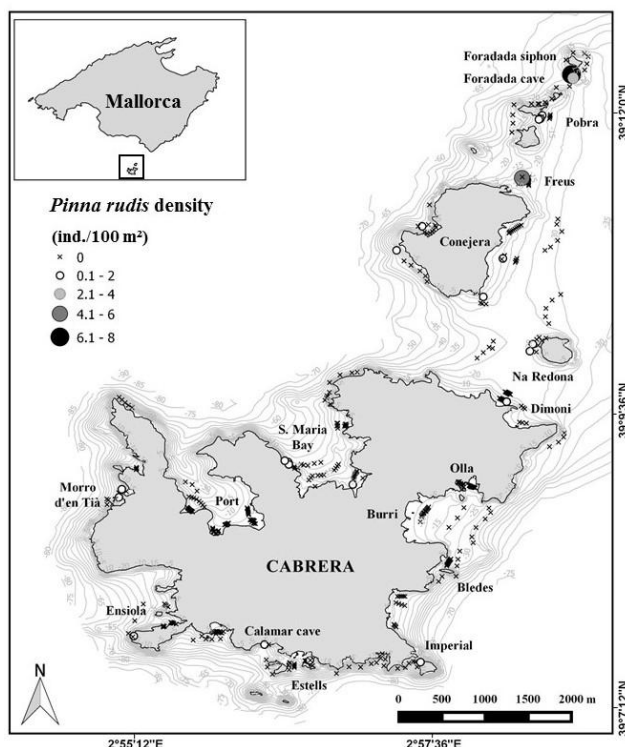 Mallorca
Pinna rudis density
(ind./100 m²)
0
0.1 - 2
2.1 - 4
4.1 - 6
6.1 - 8
Foradada siphon
Foradada cave
Pobra
Freus
Conejera
Na Redona
Dimoni
S. Maria
Bay
Olla
Morro
d'en Tià
Port
Burri
CABRERA
Bledes
Ensiola
Calamar cave
Imperial
Estells
N
0 500 1000 1500 2000 m
39°12'0"N
39°9'36"N
39°7'12"N
2°55'12"E
2°57'36"E